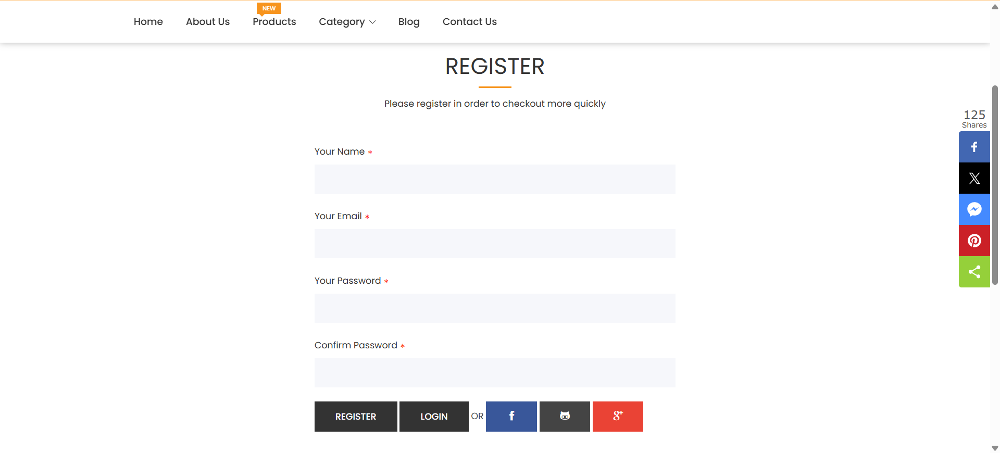 NEW
Home About Us Products Category Blog Contact Us
REGISTER
Please register in order to checkout more quickly
125
Shares
Your Name *
Your Email *
Your Password *
Confirm Password *
REGISTER LOGIN OR